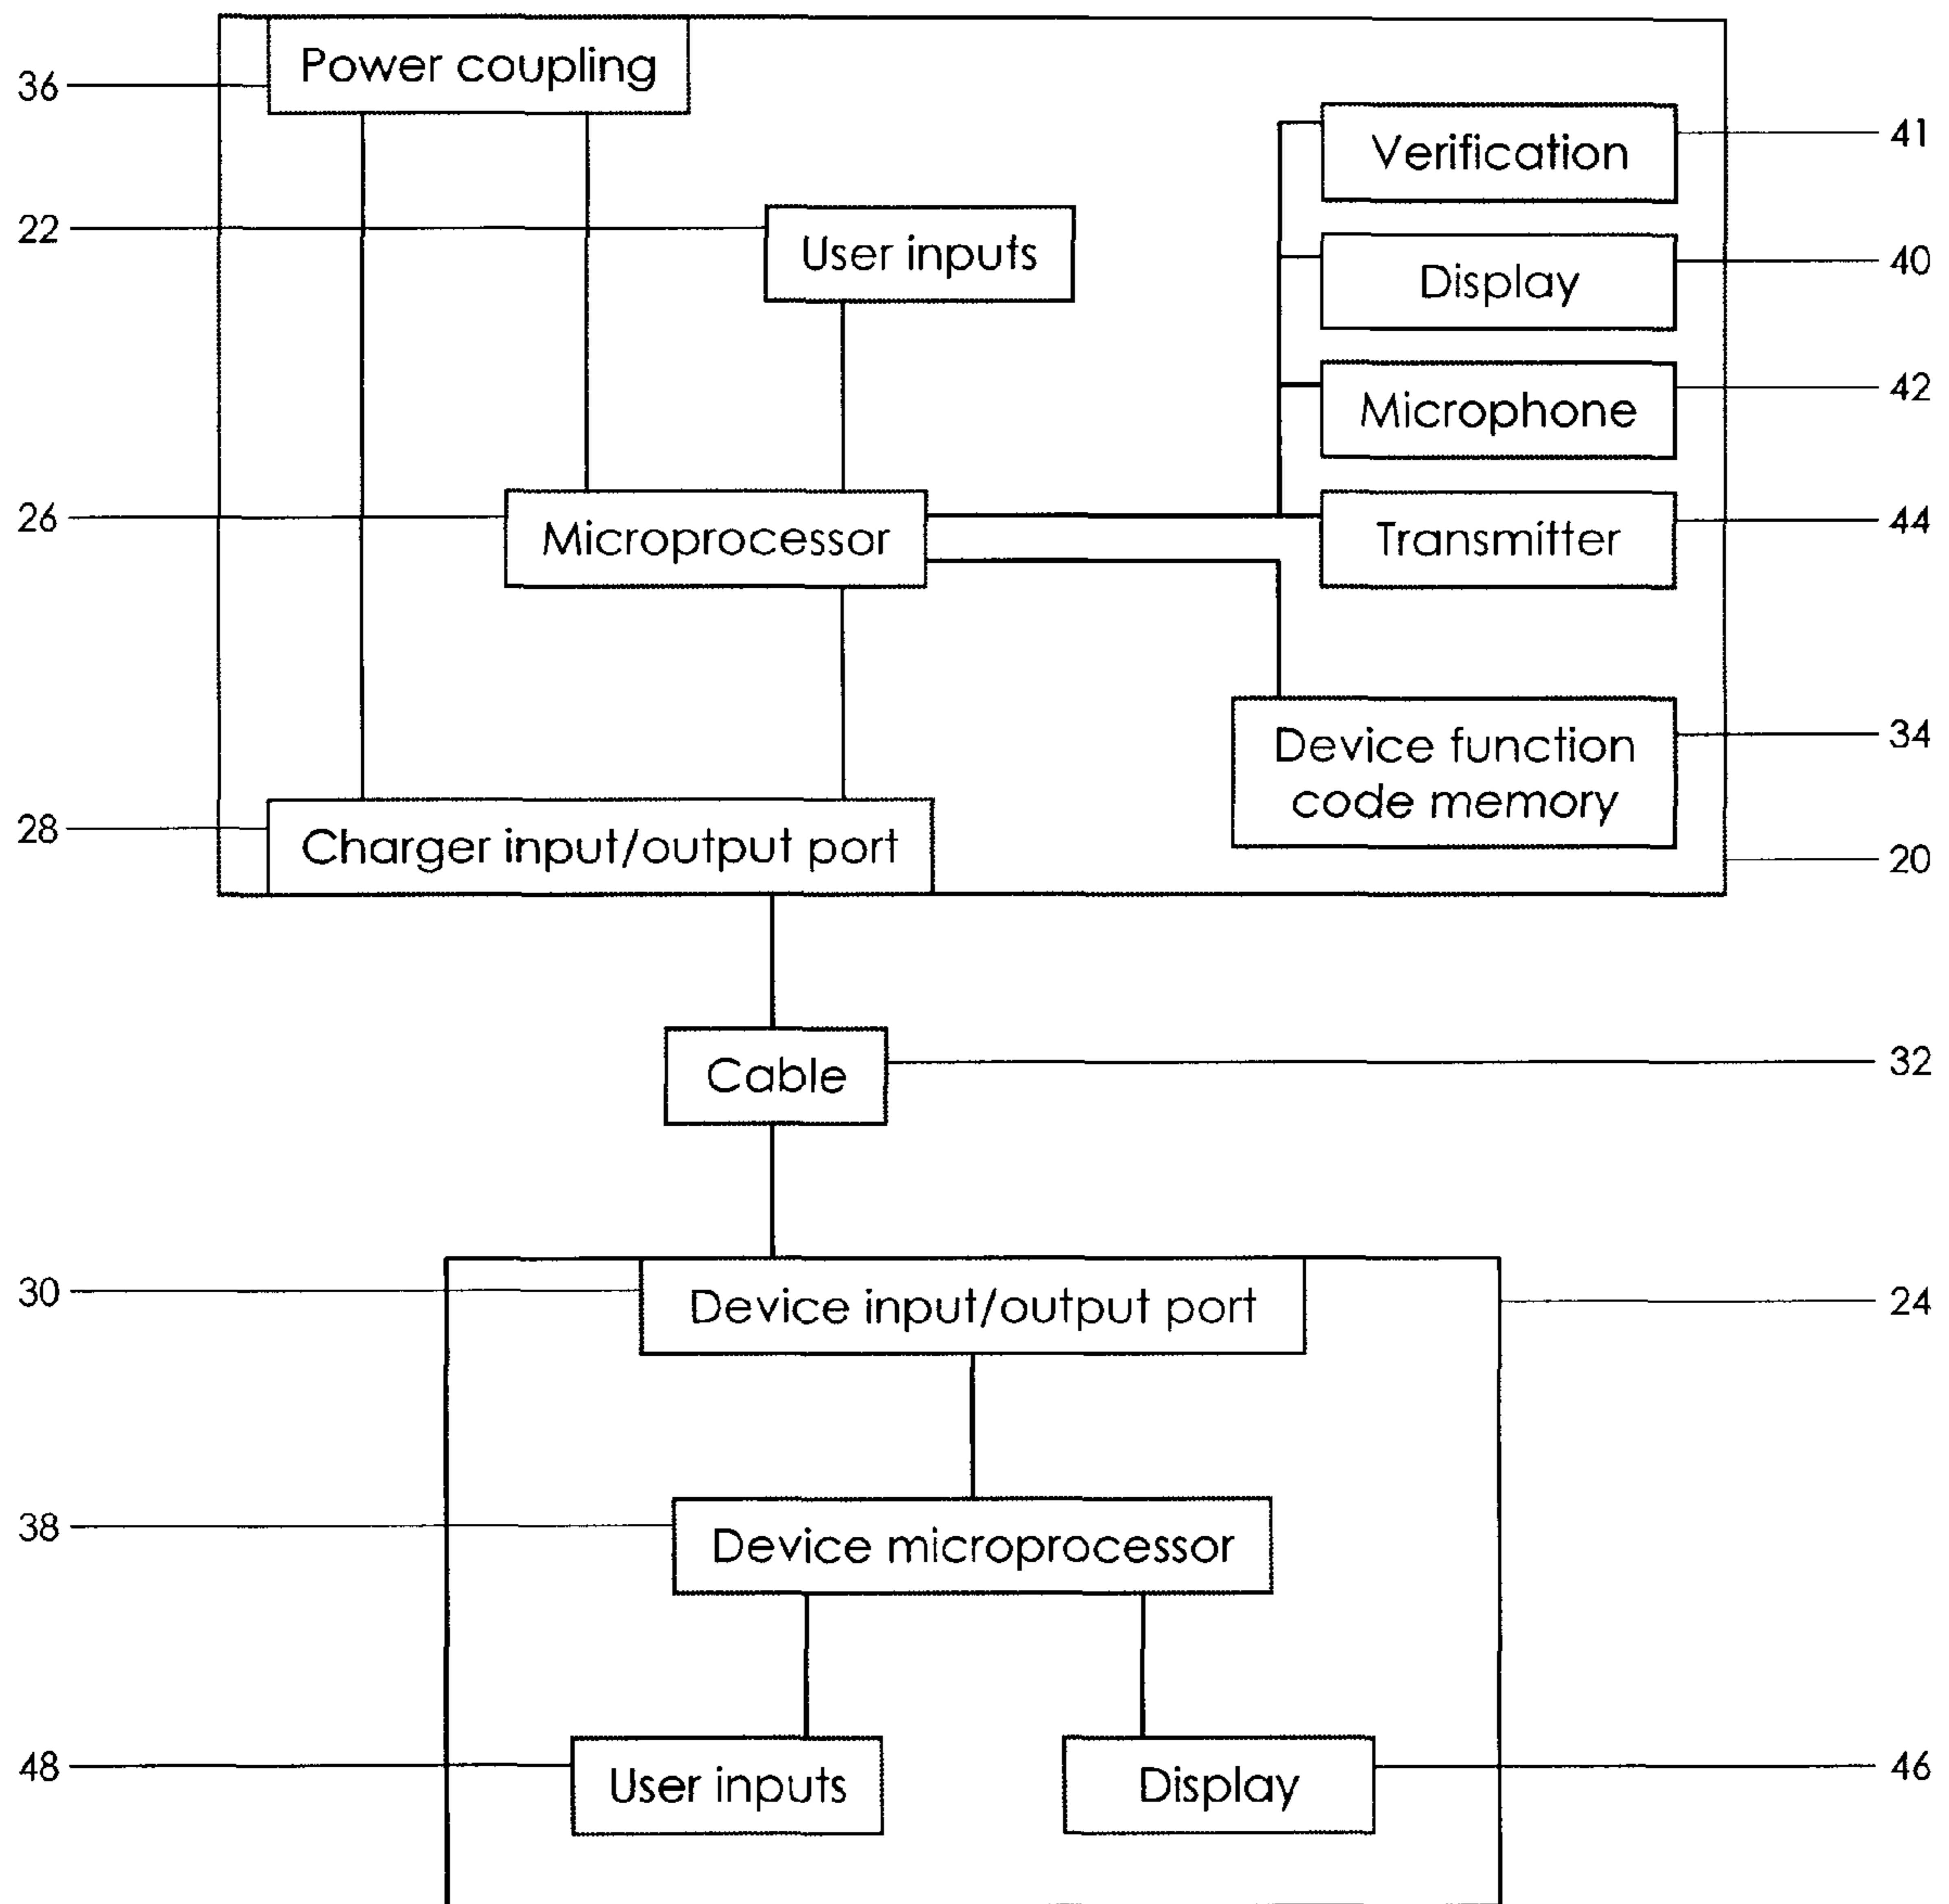 Power coupling
36
Verification
41
22
User inputs
Display
40
Microphone
42
26
Microprocessor
Transmitter
44
Device function
code memory
34
28
Charger input/output port
20
Cable
32
30
Device input/output port
24
38
Device microprocessor
48
User inputs
Display
46